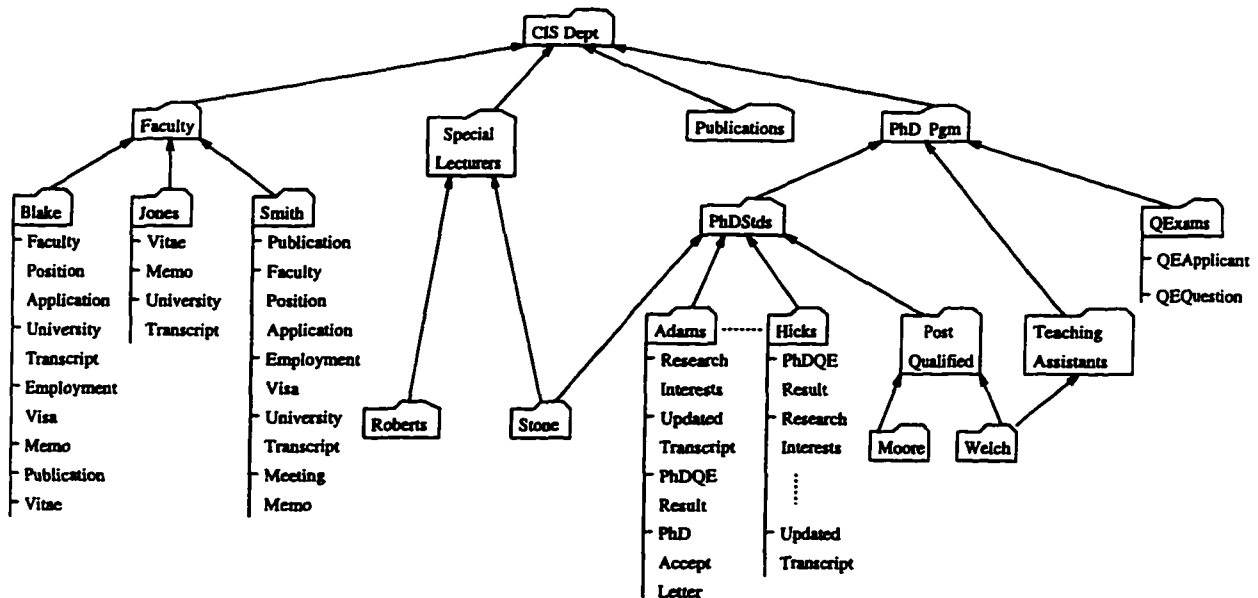 CIS Dept
Faculty
Special
Lecturers
Publications
PhD Pgm
Blake
Faculty
Position
Application
University
Transcript
Employment
Visa
Memo
Publication
Vitae
Jones
Vitae
Memo
University
Transcript
Smith
Publication
Faculty
Position
Application
Employment
Visa
University
Transcript
Meeting
Memo
PhDStds
QExams
QEApplicant
QEQuestion
Adams
Research
Interests
Updated
Transcript
PhDQE
Result
PhD
Accept
Letter
Hicks
PhDQE
Result
Research
Interests
Updated
Transcript
Post
Qualified
Teaching
Assistants
Roberts
Stone
Moore
Welch